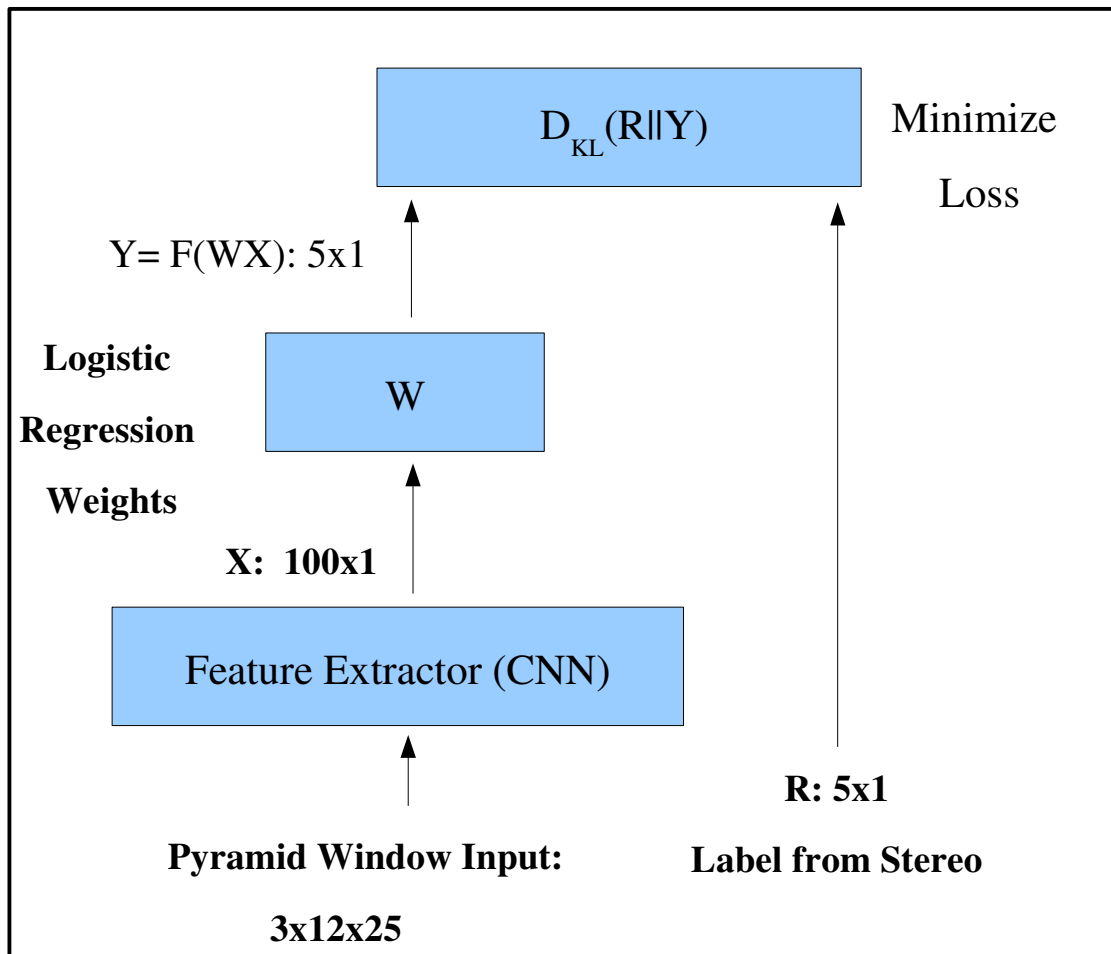 D_KL(R||Y)
Minimize
Loss
Y= F(WX): 5x1
Logistic
Regression
Weights
W
X: 100x1
Feature Extractor (CNN)
R: 5x1
Label from Stereo
Pyramid Window Input:
3x12x25